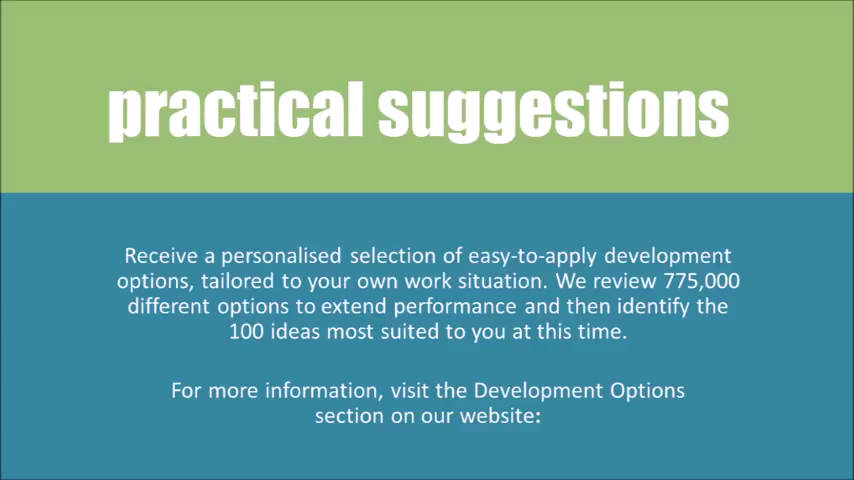 practical suggestions
Receive a personalised selection of easy-to-apply development
options, tailored to your own work situation. We review 775,000
different options to extend performance and then identify the
100 ideas most suited to you at this time.
For more information, visit the Development Options
section on our website: